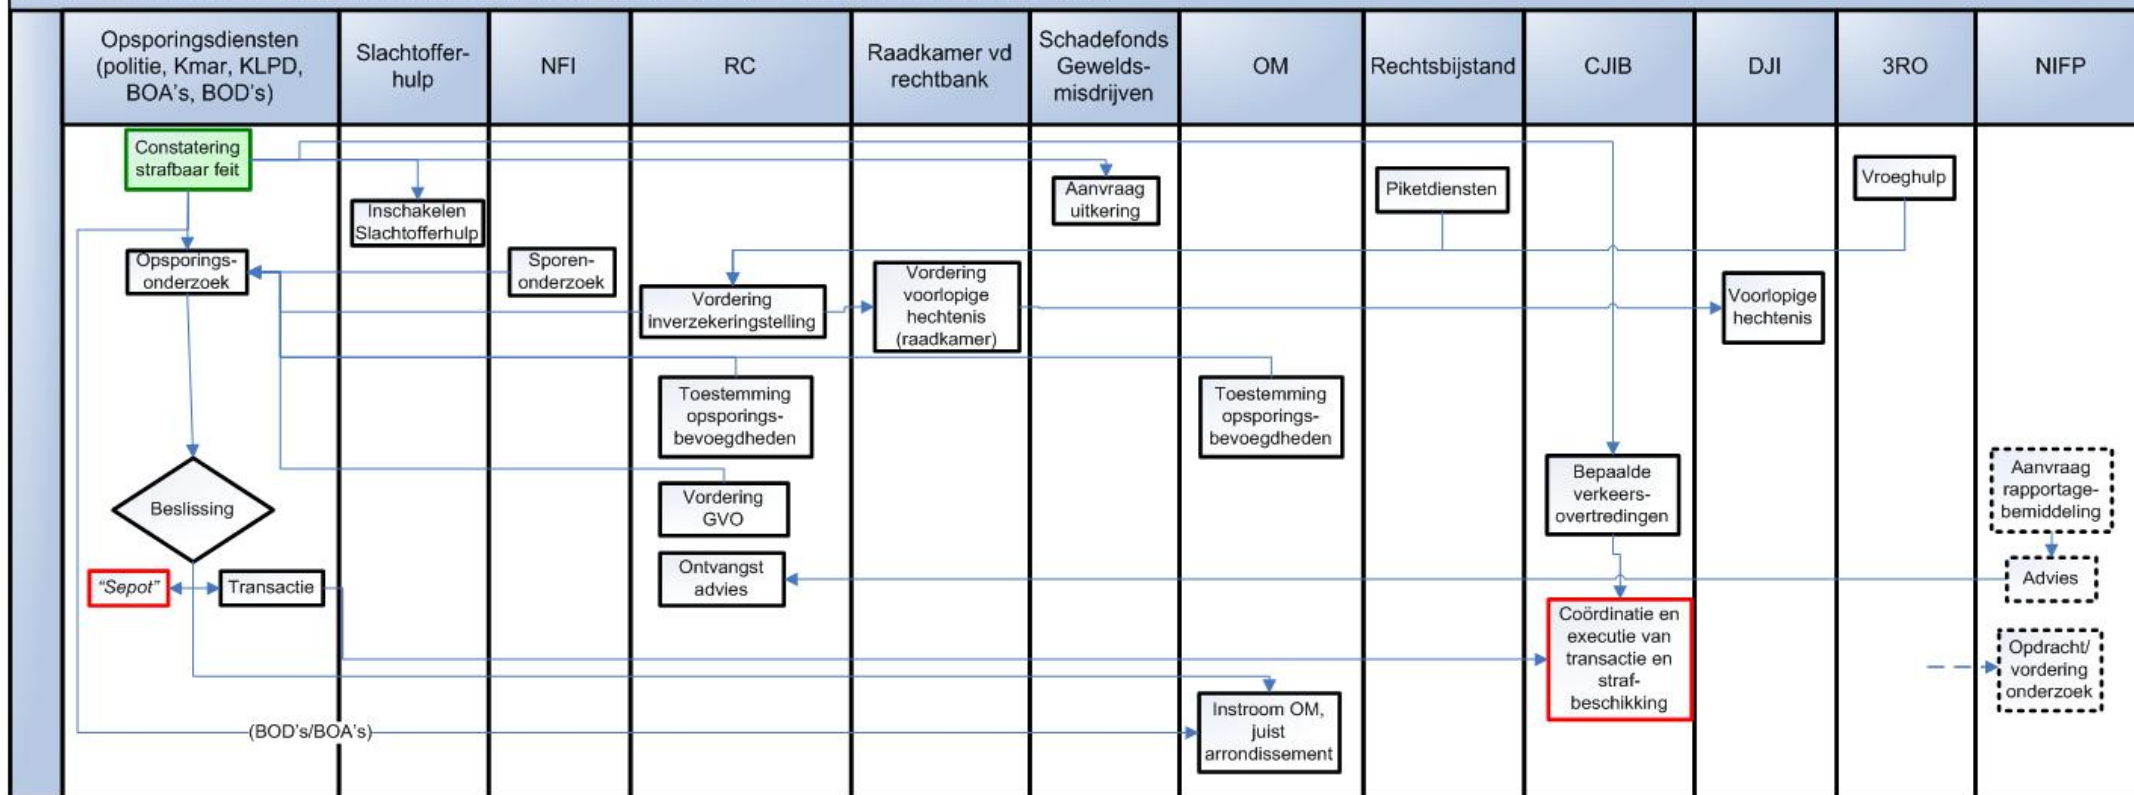 Opsporingsdiensten
(politie, Kmar, KLPD,
BOA's, BOD's)
Slachtoffer-
hulp
NFI
RC
Raadkamer vd
rechtbank
Schadefonds
Gewelds-
misdrijven
OM
Rechtsbijstand
CJIB
DJI
3RO
NIFP
Constatering
strafbaar feit
Inschakelen
Slachtofferhulp
Aanvraag
uitkering
Piketdiensten
Vroeghulp
Opsporings-
onderzoek
Sporen-
onderzoek
Vordering
inverzekeringstelling
Vordering
voorlopige
hechtenis
(raadkamer)
Voorlopige
hechtenis
Toestemming
opsporings-
bevoegdheden
Toestemming
opsporings-
bevoegdheden
Beslissing
Vordering
GVO
Bepaalde
verkeers-
overtredingen
Aanvraag
rapportage-
bemiddeling
"Sepot"
Transactie
Ontvangst
advies
Advies
Coördinatie en
executie van
transactie en
straf-
beschikking
Opdracht/
vordering
onderzoek
(BOD's/BOA's)
Instroom OM,
juist
arrondissement